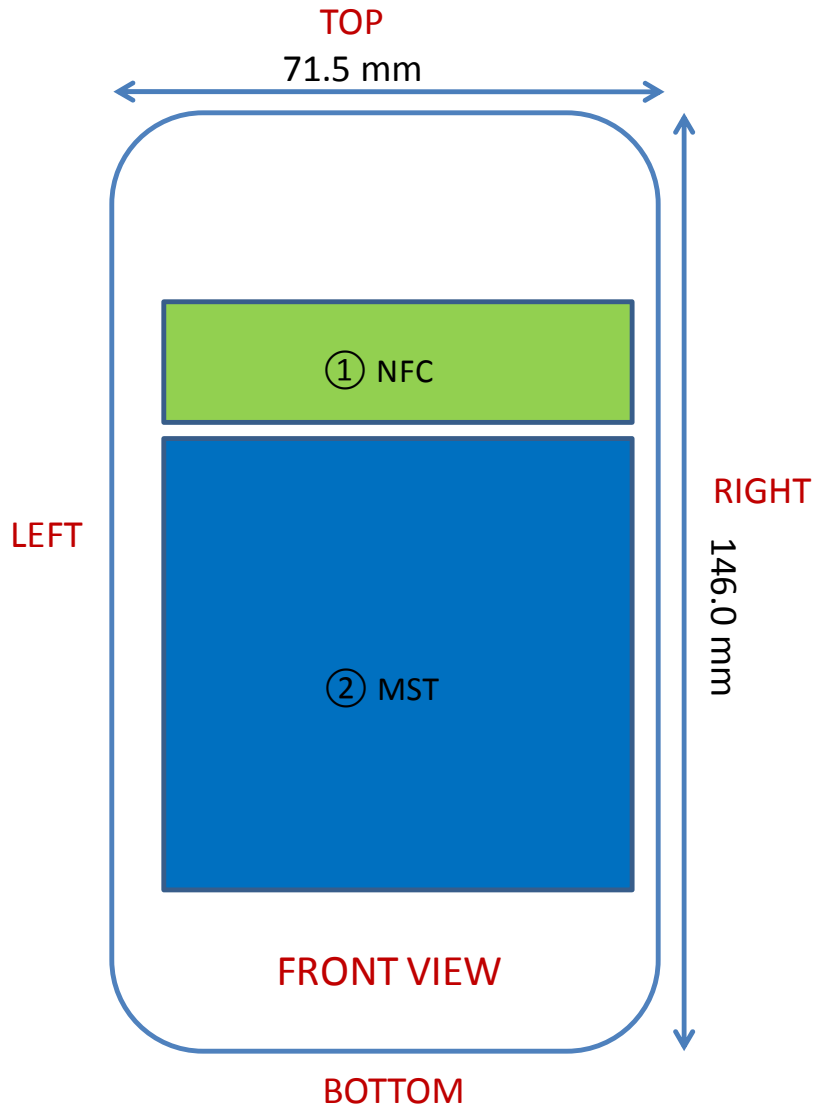 TOP
71.5 mm
① NFC
RIGHT
LEFT
146.0 mm
② MST
FRONT VIEW
BOTTOM